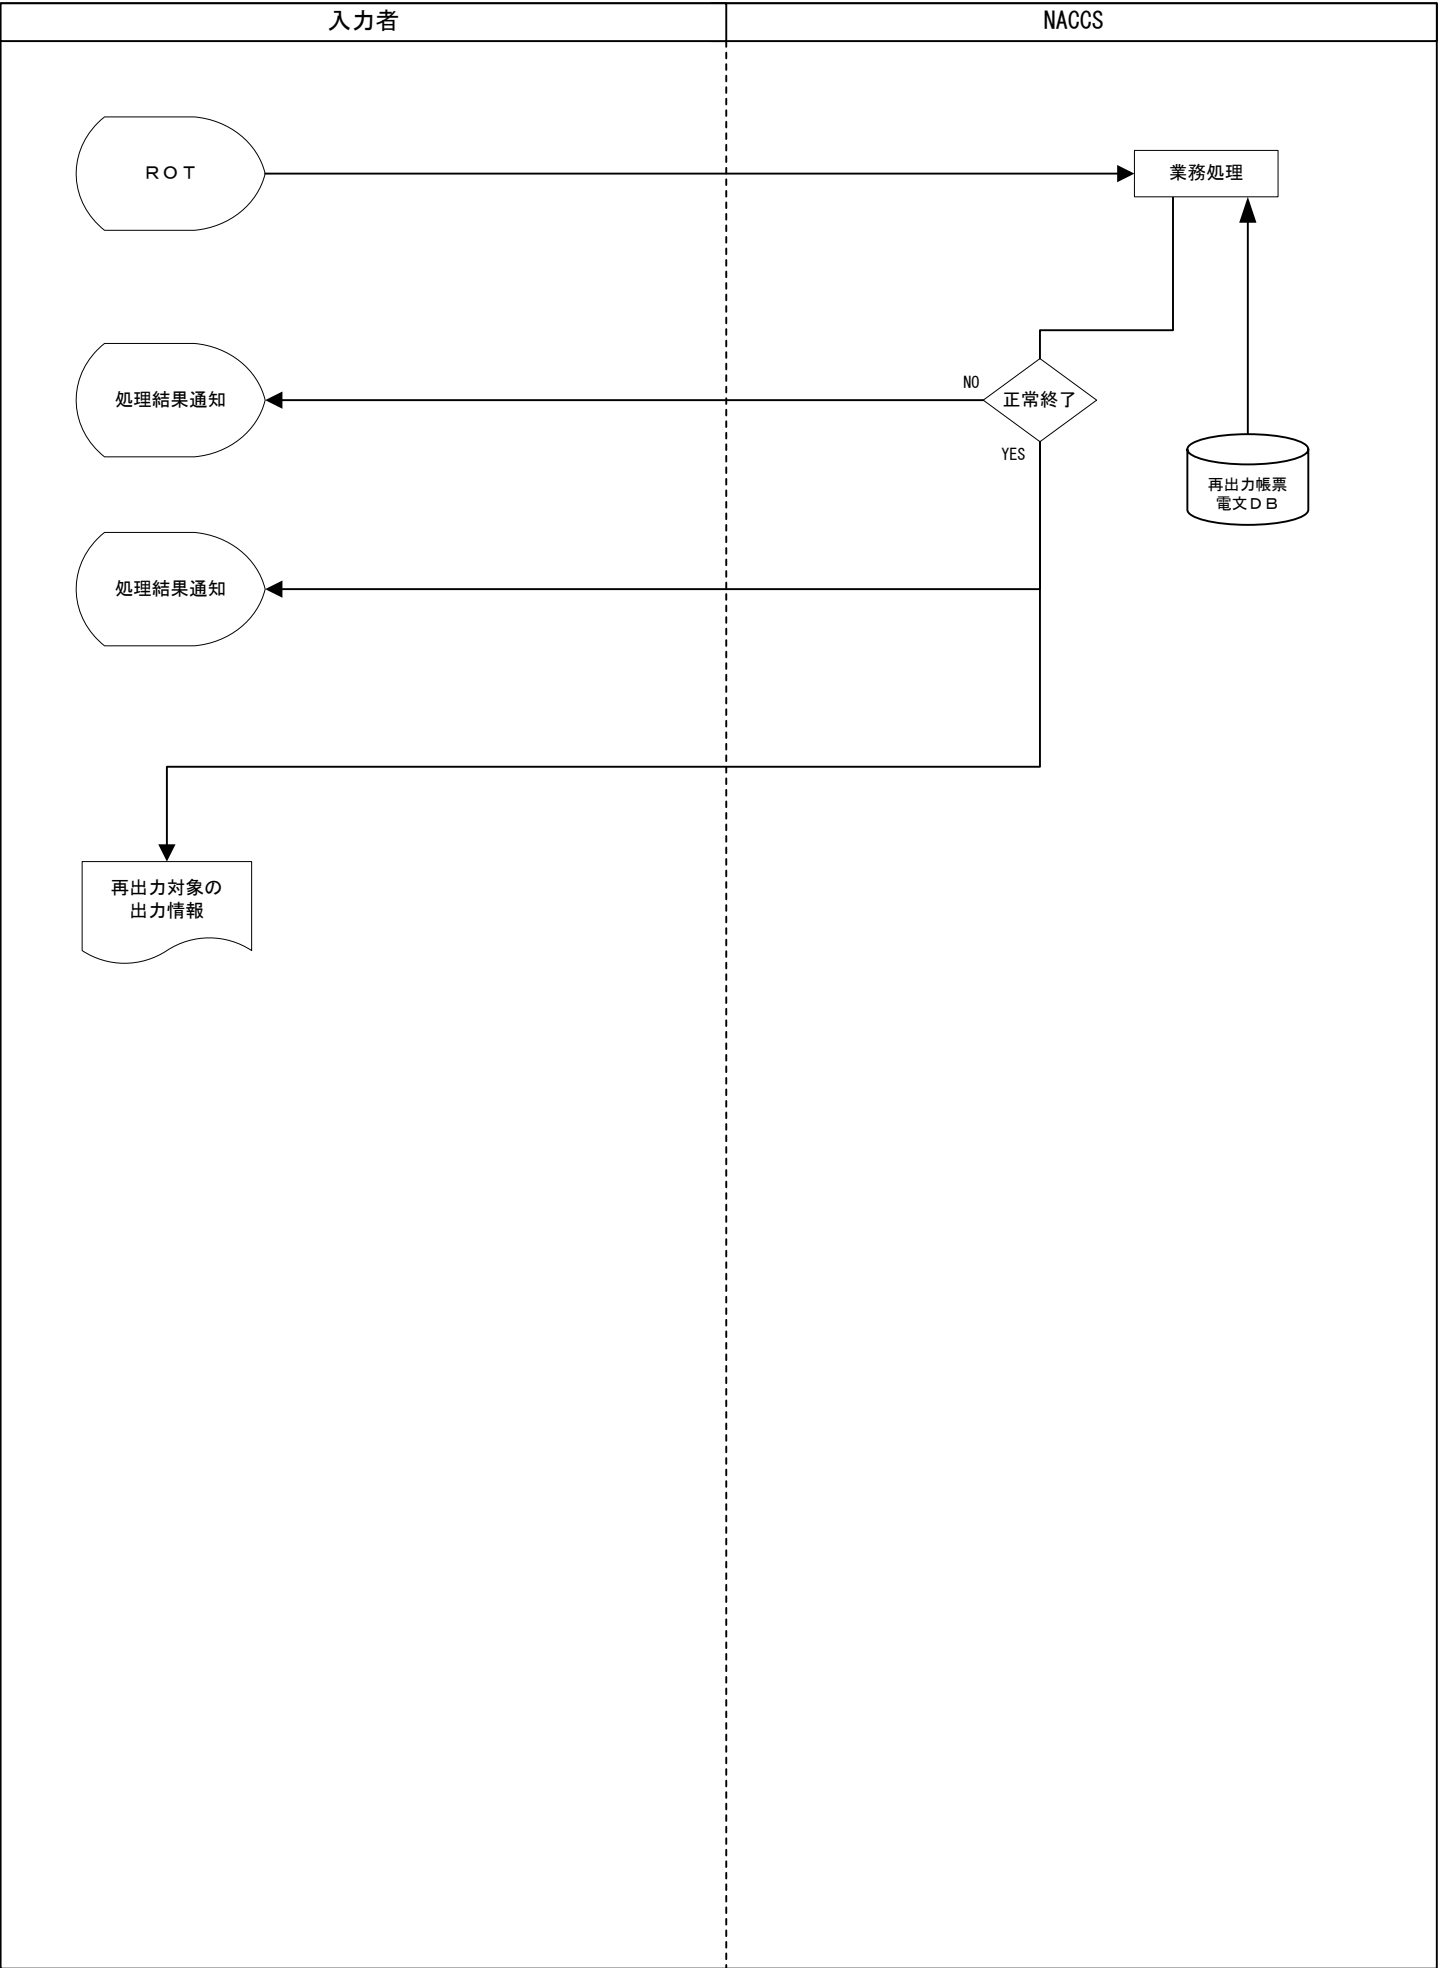 入力者
NACCS
ＲＯＴ
業務処理
処理結果通知
NO
正常終了
YES
再出力帳票
電文ＤＢ
処理結果通知
再出力対象の
出力情報